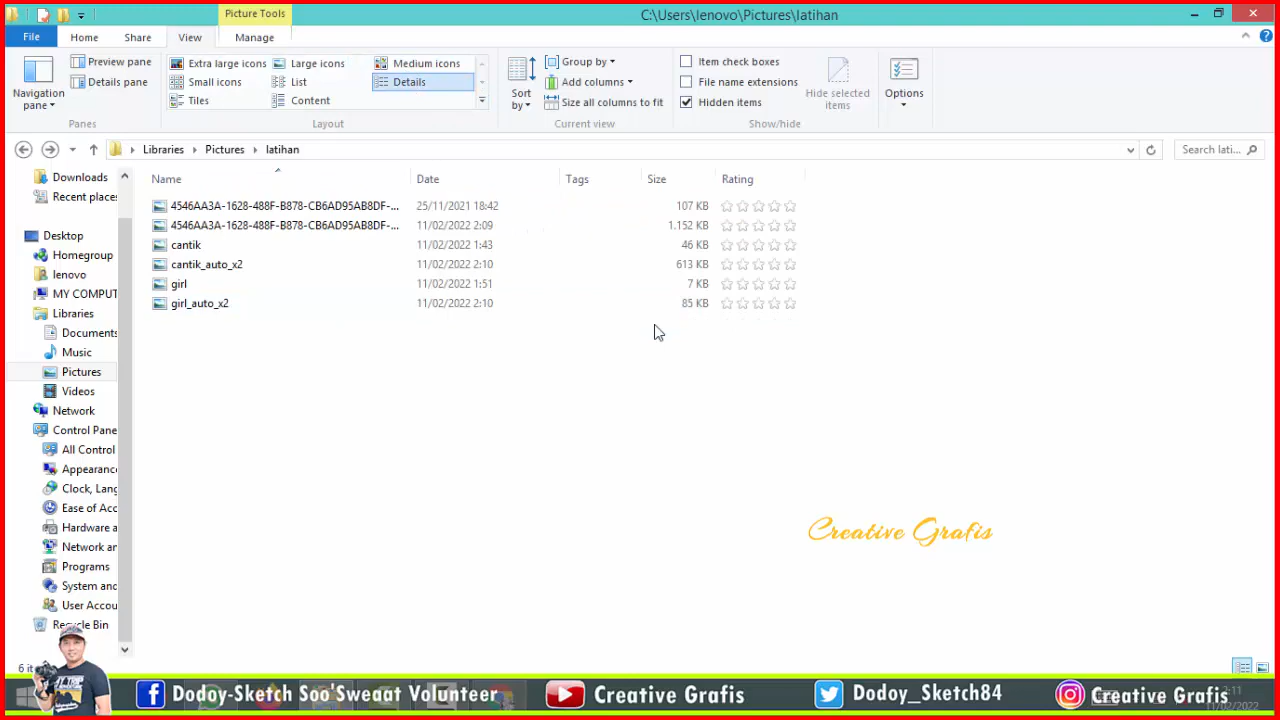 Picture Tools
C:\Users\lenovo\Pictures\latihan
File Home Share View Manage
Preview pane
Details pane
Navigation pane
Panes
Extra large icons Large icons Medium icons
Small icons List Details
Tiles Content
Layout
Sort by
Group by
Add columns
Size all columns to fit
Current view
Item check boxes
File name extensions
Hidden items
Hide selected items
Show/hide
Options
Libraries Pictures latihan
Search lati...
Downloads
Recent places
Desktop
Homegroup
lenovo
MY COMPUT
Libraries
Documents
Music
Pictures
Videos
Network
Control Pane
All Control
Appearanc
Clock, Lang
Ease of Acc
Hardware a
Network an
Programs
System and
User Accou
Recycle Bin
Name Date Tags Size Rating
4546AA3A-1628-488F-B878-CB6AD95AB8DF-... 25/11/2021 18:42 107 KB
4546AA3A-1628-488F-B878-CB6AD95AB8DF-... 11/02/2022 2:09 1.152 KB
cantik 11/02/2022 1:43 46 KB
cantik_auto_x2 11/02/2022 2:10 613 KB
girl 11/02/2022 1:51 7 KB
girl_auto_x2 11/02/2022 2:10 85 KB
Creative Grafis
Dodoy-Sketch Soo'Sweaat Volunteer
Creative Grafis
Dodoy_Sketch84
Creative Grafis
2:11
11/02/2022